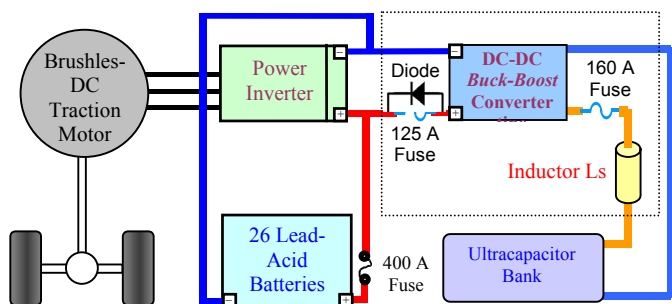 Brushles-
DC
Traction
Motor
Power
Inverter
−
+
Diode
125 A
Fuse
−
+
DC-DC
Buck-Boost
Converter
160 A
Fuse
Inductor Ls
26 Lead-
Acid
Batteries
−
+
400 A
Fuse
Ultracapacitor
Bank